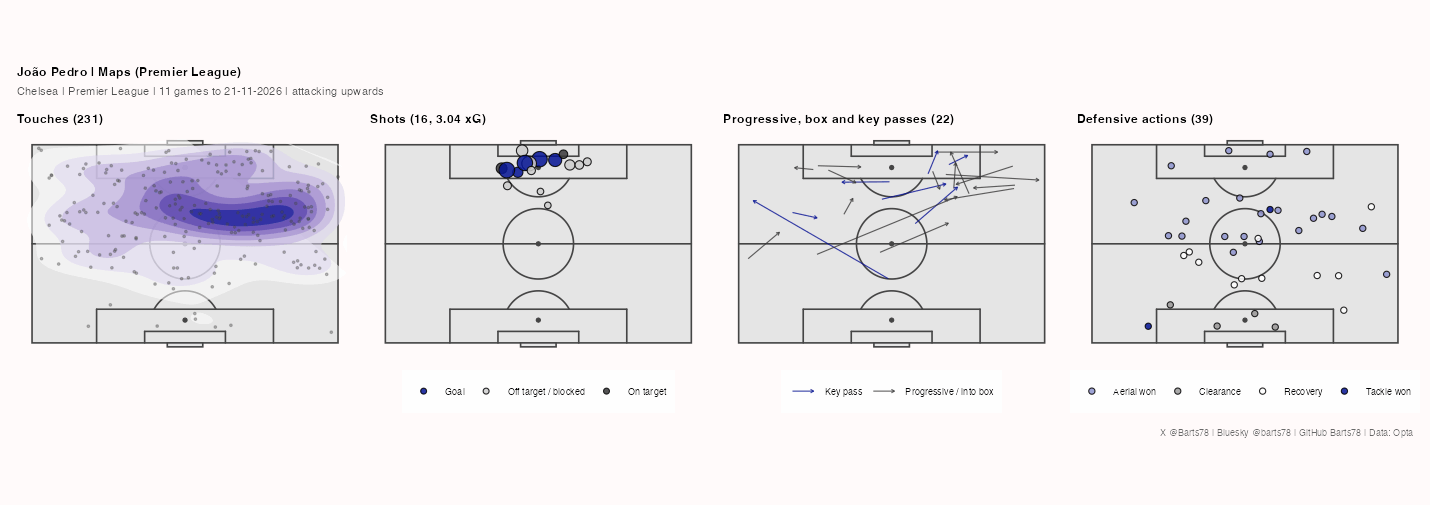 João Pedro | Maps (Premier League)
Chelsea | Premier League | 11 games to 21-11-2026 | attacking upwards
Touches (231)
Shots (16, 3.04 xG)
Progressive, box and key passes (22)
Defensive actions (39)
Goal
Off target / blocked
On target
Key pass
Progressive / into box
Aerial won
Clearance
Recovery
Tackle won
X @Barts78 | Bluesky @barts78 | GitHub Barts78 | Data: Opta